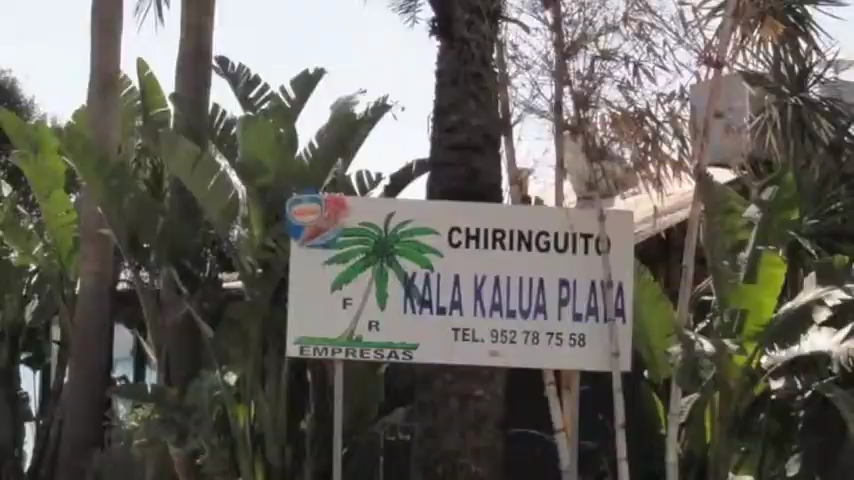 CHIRINGUITO
KALA KALUA PLAYA
F
R
TEL. 952 78 75 58
EMPRESAS